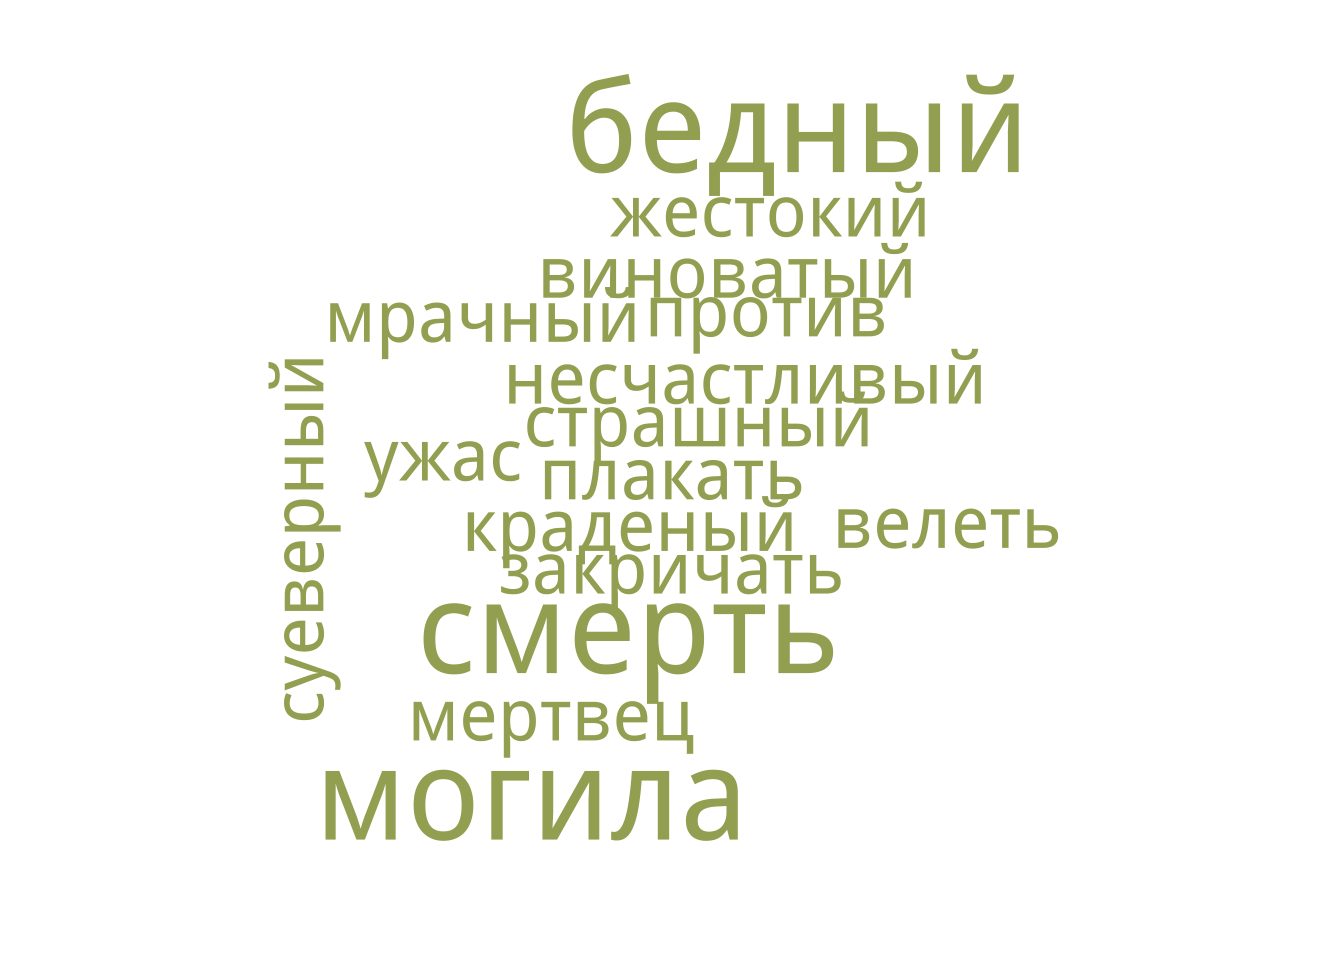 бедный
жестокий
виноватый
мрачный
против
несчастливый
страшный
ужас
плакать
краденый
велеть
закричать
суеверный
смерть
мертвец
могила